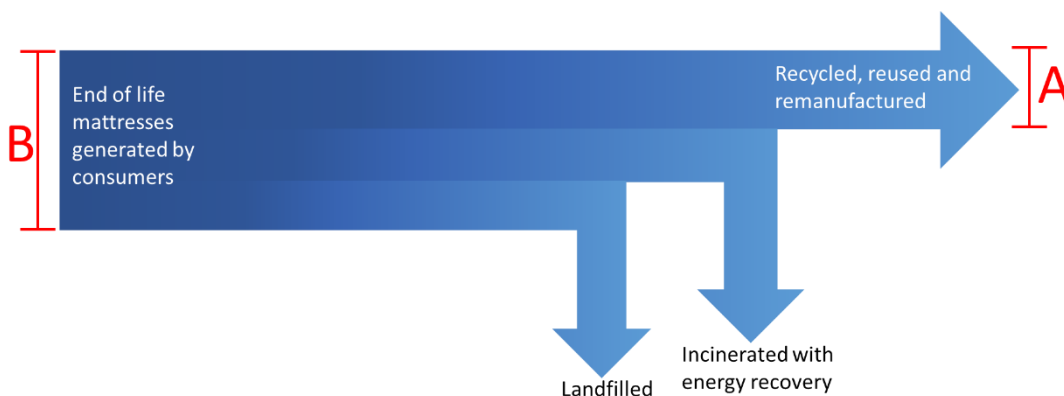 B
End of life
mattresses
generated by
consumers
Recycled, reused and
remanufactured
A
Landfilled
Incinerated with
energy recovery